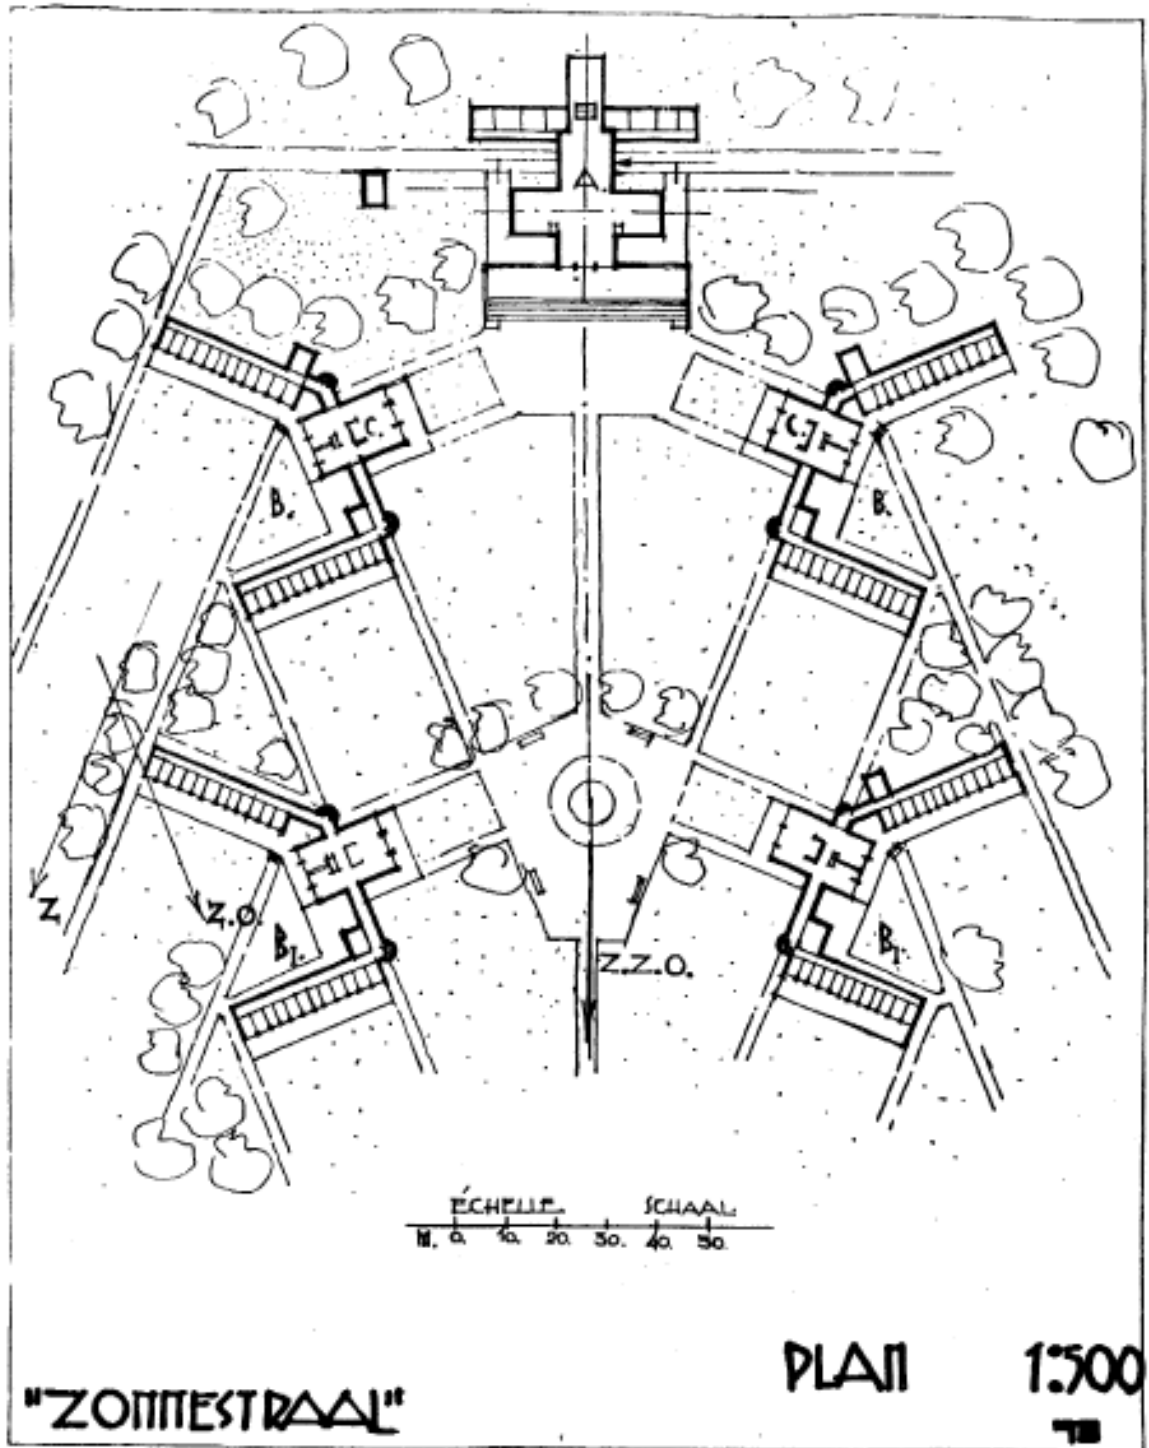 A
C.
C.
B.
B.
C
Z
Z.O.
B1.
B1.
Z.Z.O.
ÉCHELLE. SCHAAL.
M. 0. 10. 20. 30. 40. 50.
PLAN 1:500
"ZONNESTRAAL"